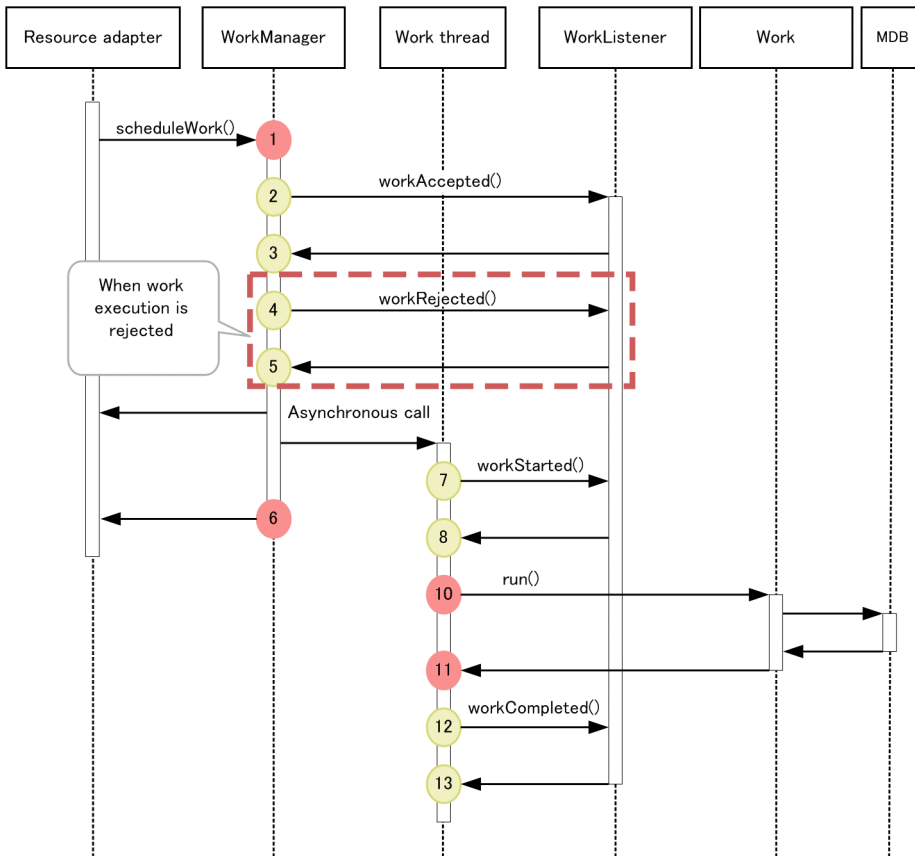 Resource adapter
WorkManager
Work thread
WorkListener
Work
MDB
scheduleWork()
1
2
workAccepted()
3
When work
execution is
rejected
4
workRejected()
5
Asynchronous call
7
workStarted()
6
8
10
run()
11
12
workCompleted()
13